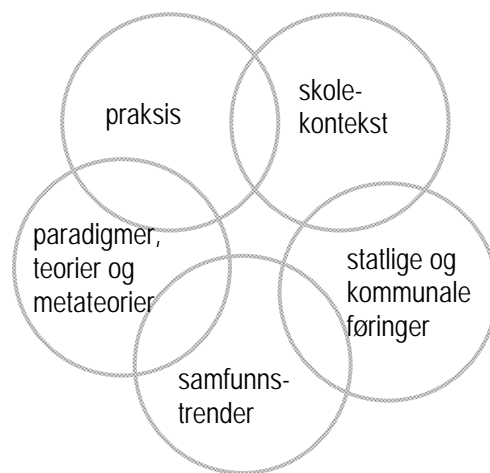 praksis
skole-
kontekst
paradigmer,
teorier og
metateorier
statlige og
kommunale
føringer
samfunns-
trender